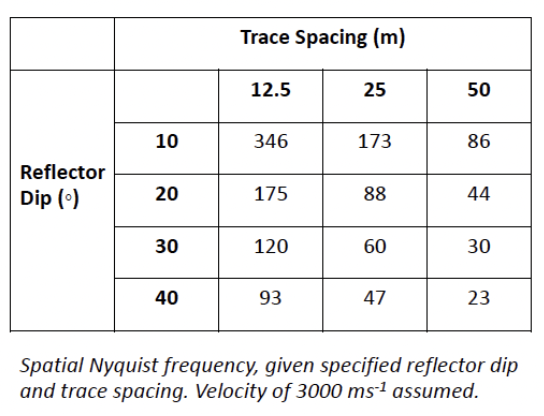 Trace Spacing (m)
12.5 25 50
10 346 173 86
Reflector
Dip (◦)
20 175 88 44
30 120 60 30
40 93 47 23
Spatial Nyquist frequency, given specified reflector dip
and trace spacing. Velocity of 3000 ms⁻¹ assumed.